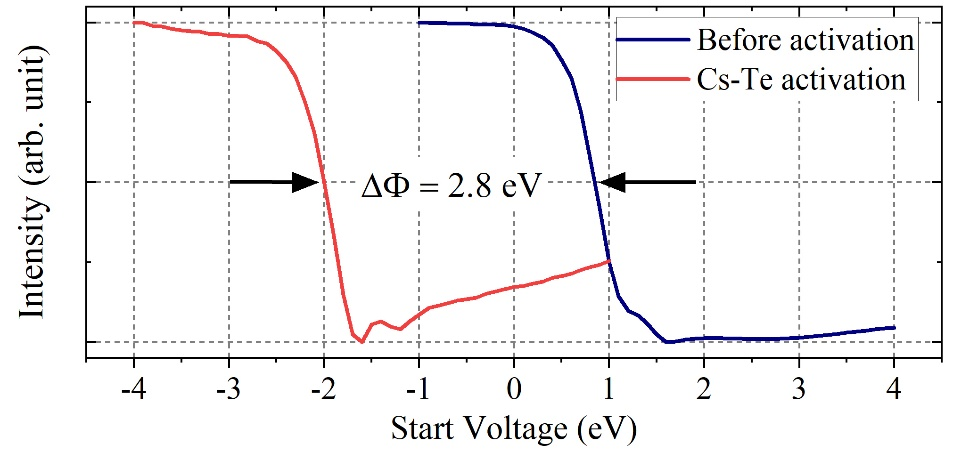 Before activation
Cs-Te activation
ΔΦ = 2.8 eV
Intensity (arb. unit)
-4 -3 -2 -1 0 1 2 3 4
Start Voltage (eV)